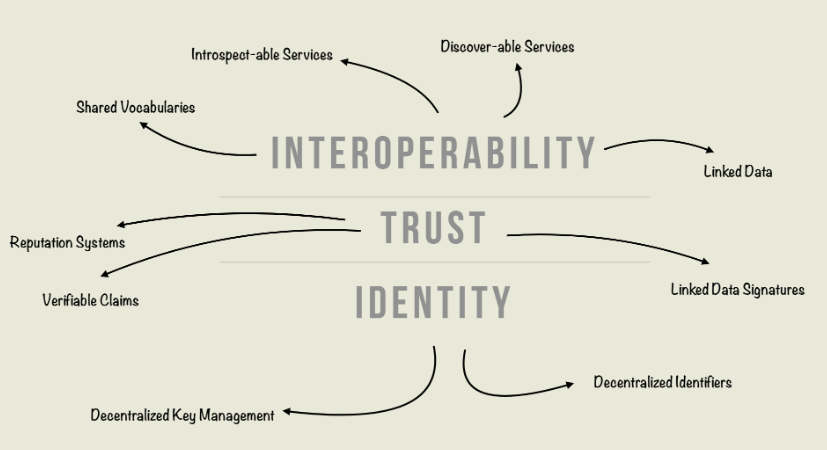 Discover-able Services
Introspect-able Services
Shared Vocabularies
INTEROPERABILITY
Linked Data
TRUST
Reputation Systems
Verifiable Claims
Linked Data Signatures
IDENTITY
Decentralized Identifiers
Decentralized Key Management